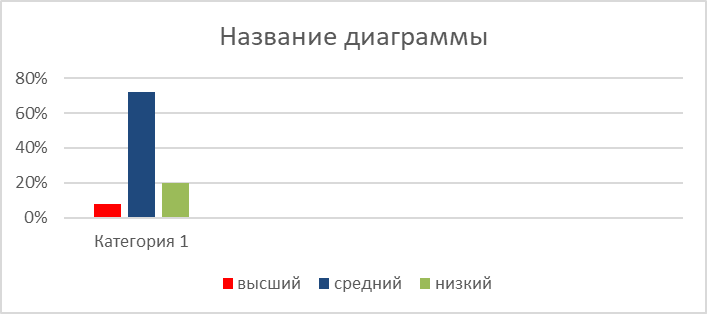 Название диаграммы
80%
60%
40%
20%
0%
Категория 1
высший средний низкий